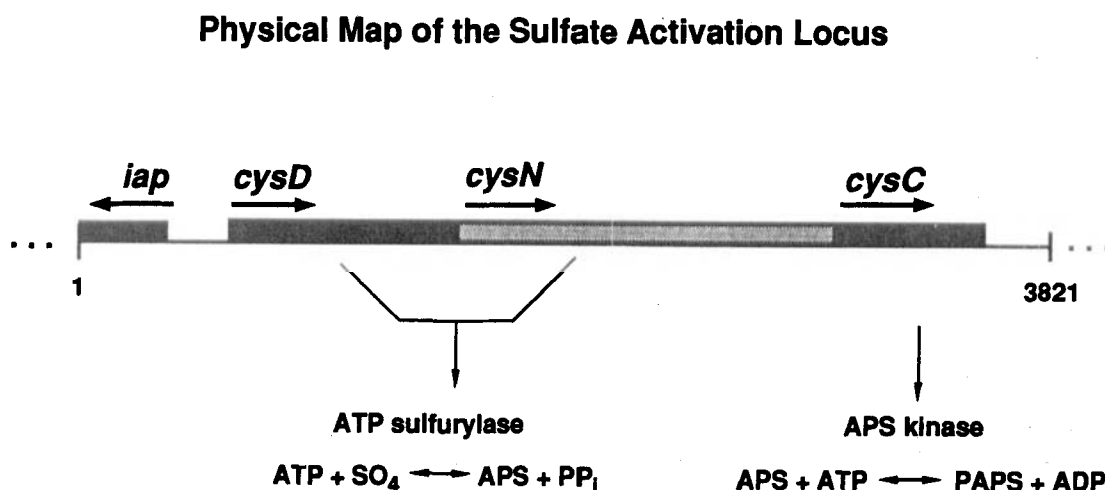 Physical Map of the Sulfate Activation Locus
iap cysD cysN cysC
... ...
1 3821
ATP sulfurylase APS kinase
ATP + SO₄ ⟷ APS + PPᵢ APS + ATP ⟷ PAPS + ADP